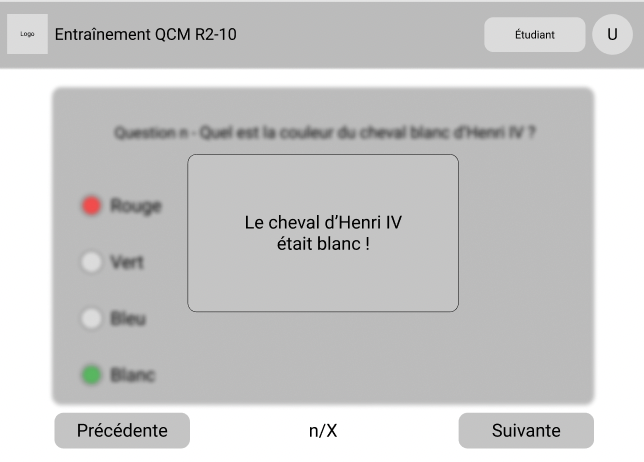 Logo
Entraînement QCM R2-10
Étudiant
U
Question n - Quel est la couleur du cheval blanc d'Henri IV ?
Rouge
Le cheval d'Henri IV
était blanc !
Vert
Bleu
Blanc
Précédente
n/X
Suivante